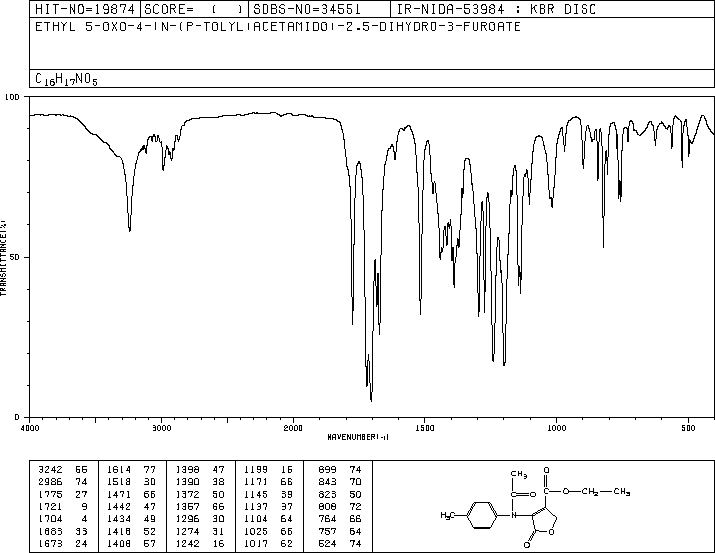 HIT-NO=19874 SCORE= ( ) SDBS-NO=34551 IR-NIDA-53984 : KBR DISC
ETHYL 5-OXO-4-(N-(P-TOLYL)ACETAMIDO)-2,5-DIHYDRO-3-FUROATE
C16H17NO5
100
50
0
TRANSMITTANCE(%)
4000 3000 2000 1500 1000 500
WAVENUMBER(-1)
3242 66 1614 77 1398 47 1199 16 899 74
2986 74 1518 30 1390 38 1171 66 843 70
1775 27 1471 66 1372 50 1145 39 823 50
1721 9 1442 47 1367 66 1137 37 808 72
1704 4 1434 49 1296 30 1104 64 764 66
1683 33 1418 52 1274 31 1025 66 757 64
1673 24 1408 57 1242 16 1017 62 524 74
CH3 O
C=O C-O-CH2-CH3
H3C N
O O